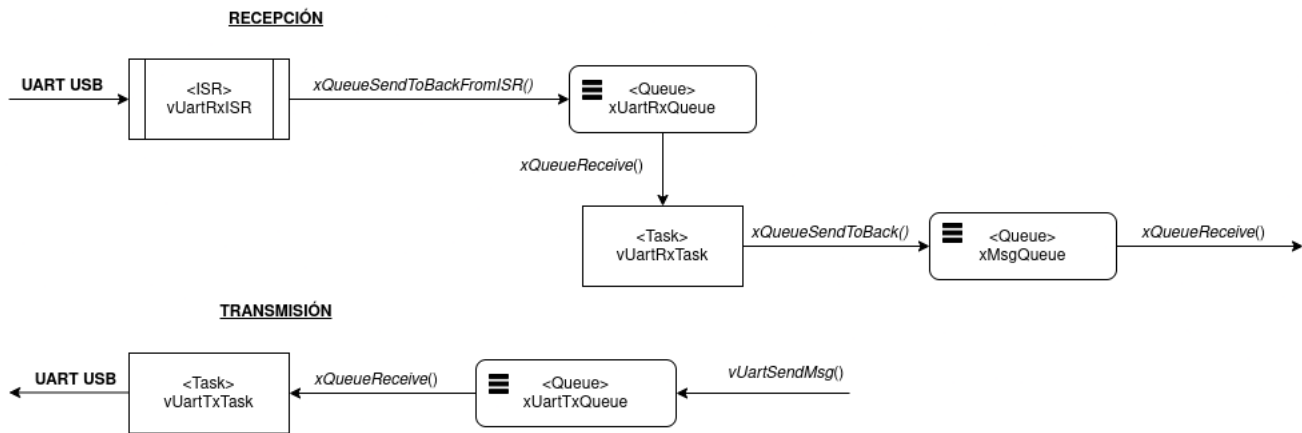 RECEPCIÓN
UART USB
<ISR>
vUartRxISR
xQueueSendToBackFromISR()
<Queue>
xUartRxQueue
xQueueReceive()
<Task>
vUartRxTask
xQueueSendToBack()
<Queue>
xMsgQueue
xQueueReceive()
TRANSMISIÓN
UART USB
<Task>
vUartTxTask
xQueueReceive()
<Queue>
xUartTxQueue
vUartSendMsg()